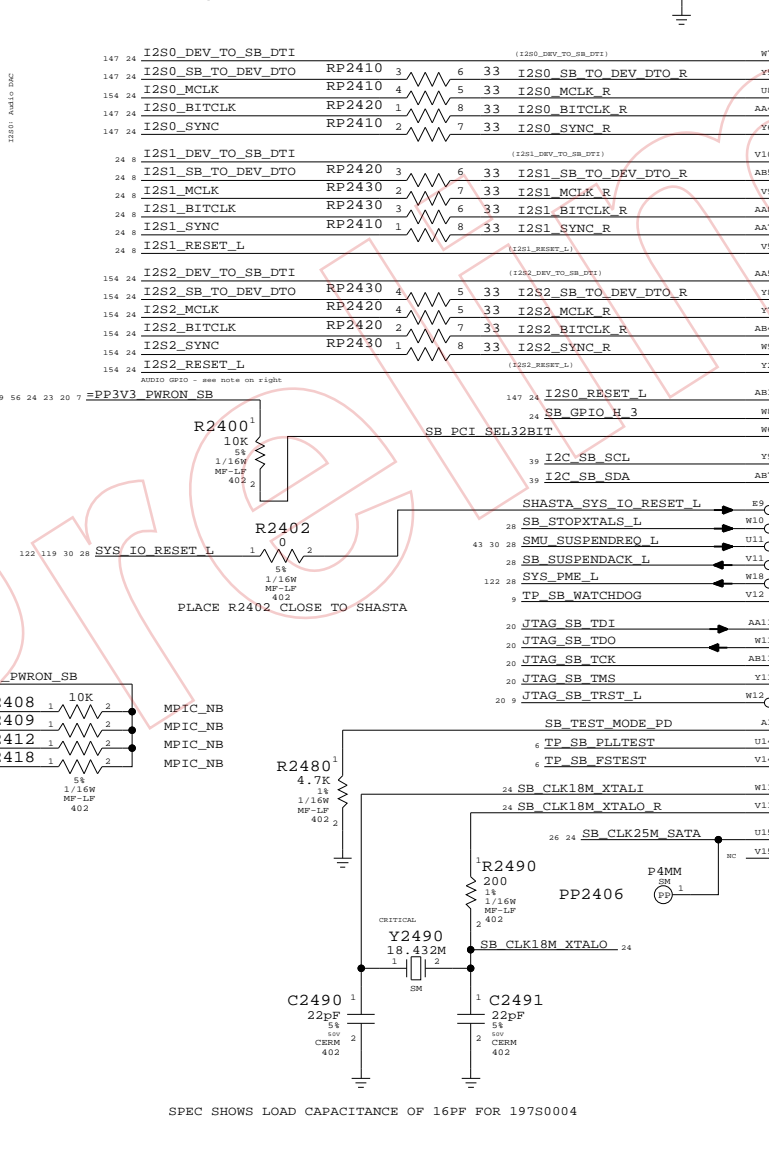 I2S0: Audio DAC
147 24 I2S0_DEV_TO_SB_DTI (I2S0_DEV_TO_SB_DTI)
147 24 I2S0_SB_TO_DEV_DTO RP2410 3 6 33 I2S0_SB_TO_DEV_DTO_R
154 24 I2S0_MCLK RP2410 4 5 33 I2S0_MCLK_R
147 24 I2S0_BITCLK RP2420 1 8 33 I2S0_BITCLK_R
147 24 I2S0_SYNC RP2410 2 7 33 I2S0_SYNC_R
24 8 I2S1_DEV_TO_SB_DTI (I2S1_DEV_TO_SB_DTI)
24 8 I2S1_SB_TO_DEV_DTO RP2420 3 6 33 I2S1_SB_TO_DEV_DTO_R
24 8 I2S1_MCLK RP2430 2 7 33 I2S1_MCLK_R
24 8 I2S1_BITCLK RP2430 3 6 33 I2S1_BITCLK_R
24 8 I2S1_SYNC RP2410 1 8 33 I2S1_SYNC_R
24 8 I2S1_RESET_L (I2S1_RESET_L)
154 24 I2S2_DEV_TO_SB_DTI (I2S2_DEV_TO_SB_DTI)
154 24 I2S2_SB_TO_DEV_DTO RP2430 4 5 33 I2S2_SB_TO_DEV_DTO_R
154 24 I2S2_MCLK RP2420 4 5 33 I2S2_MCLK_R
154 24 I2S2_BITCLK RP2420 2 7 33 I2S2_BITCLK_R
154 24 I2S2_SYNC RP2430 1 8 33 I2S2_SYNC_R
154 24 I2S2_RESET_L (I2S2_RESET_L)
AUDIO GPIO - see note on right
56 24 23 20 7 =PP3V3_PWRON_SB
147 24 I2S0_RESET_L
24 SB_GPIO_H_3
R2400 1
SB_PCI_SEL32BIT
10K
5%
1/16W
MF-LF
402 2
39 I2C_SB_SCL
39 I2C_SB_SDA
SHASTA_SYS_IO_RESET_L E9
28 SB_STOPXTALS_L W10
43 30 28 SMU_SUSPENDREQ_L U11
28 SB_SUSPENDACK_L V11
122 28 SYS_PME_L W18
9 TP_SB_WATCHDOG V12
R2402
0
122 119 30 28 SYS_IO_RESET_L 1 2
5%
1/16W
MF-LF
402
PLACE R2402 CLOSE TO SHASTA
20 JTAG_SB_TDI
20 JTAG_SB_TDO
20 JTAG_SB_TCK
20 JTAG_SB_TMS
20 9 JTAG_SB_TRST_L W12
_PWRON_SB
408 1 10K 2 MPIC_NB
409 1 2 MPIC_NB
412 1 2 MPIC_NB
418 1 2 MPIC_NB
5%
1/16W
MF-LF
402
SB_TEST_MODE_PD
6 TP_SB_PLLTEST
6 TP_SB_FSTEST
R2480 1
4.7K
1%
1/16W
MF-LF
402 2
24 SB_CLK18M_XTALI
24 SB_CLK18M_XTALO_R
26 24 SB_CLK25M_SATA
NC
1 R2490
200
1%
1/16W
MF-LF
2 402
P4MM
SM
PP2406 PP 1
CRITICAL
Y2490
18.432M
1 2
SM
SB_CLK18M_XTALO 24
C2490 1
22pF
5%
50V
CERM
402
2
1 C2491
22pF
5%
50V
CERM
402
2
SPEC SHOWS LOAD CAPACITANCE OF 16PF FOR 197S0004